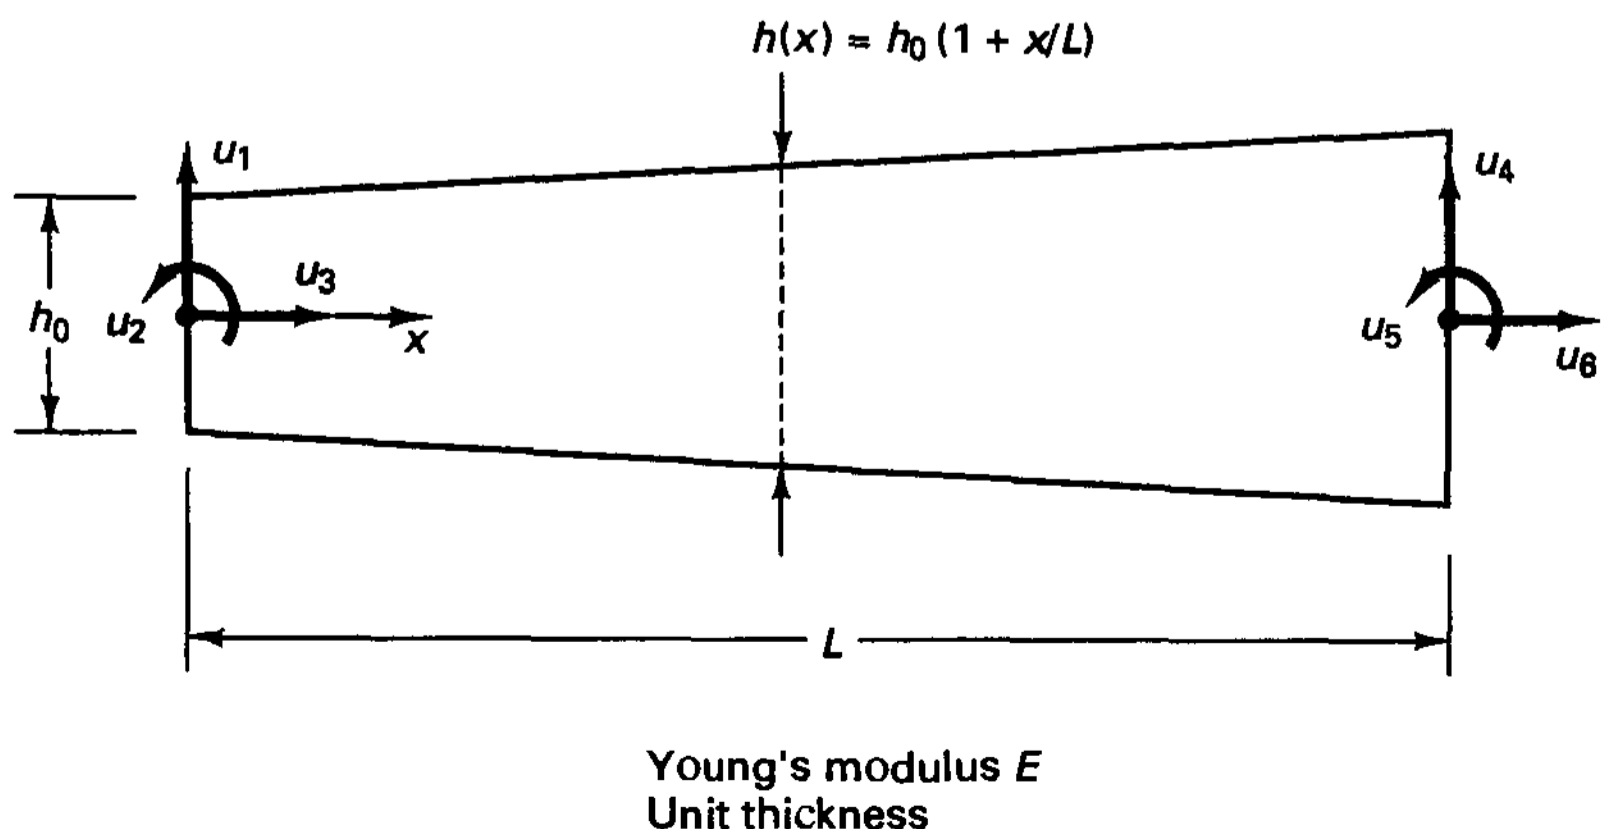 h(x) = h₀ (1 + x/L)
u₁
u₄
h₀
u₂
u₃
x
u₅
u₆
L
Young's modulus E
Unit thickness